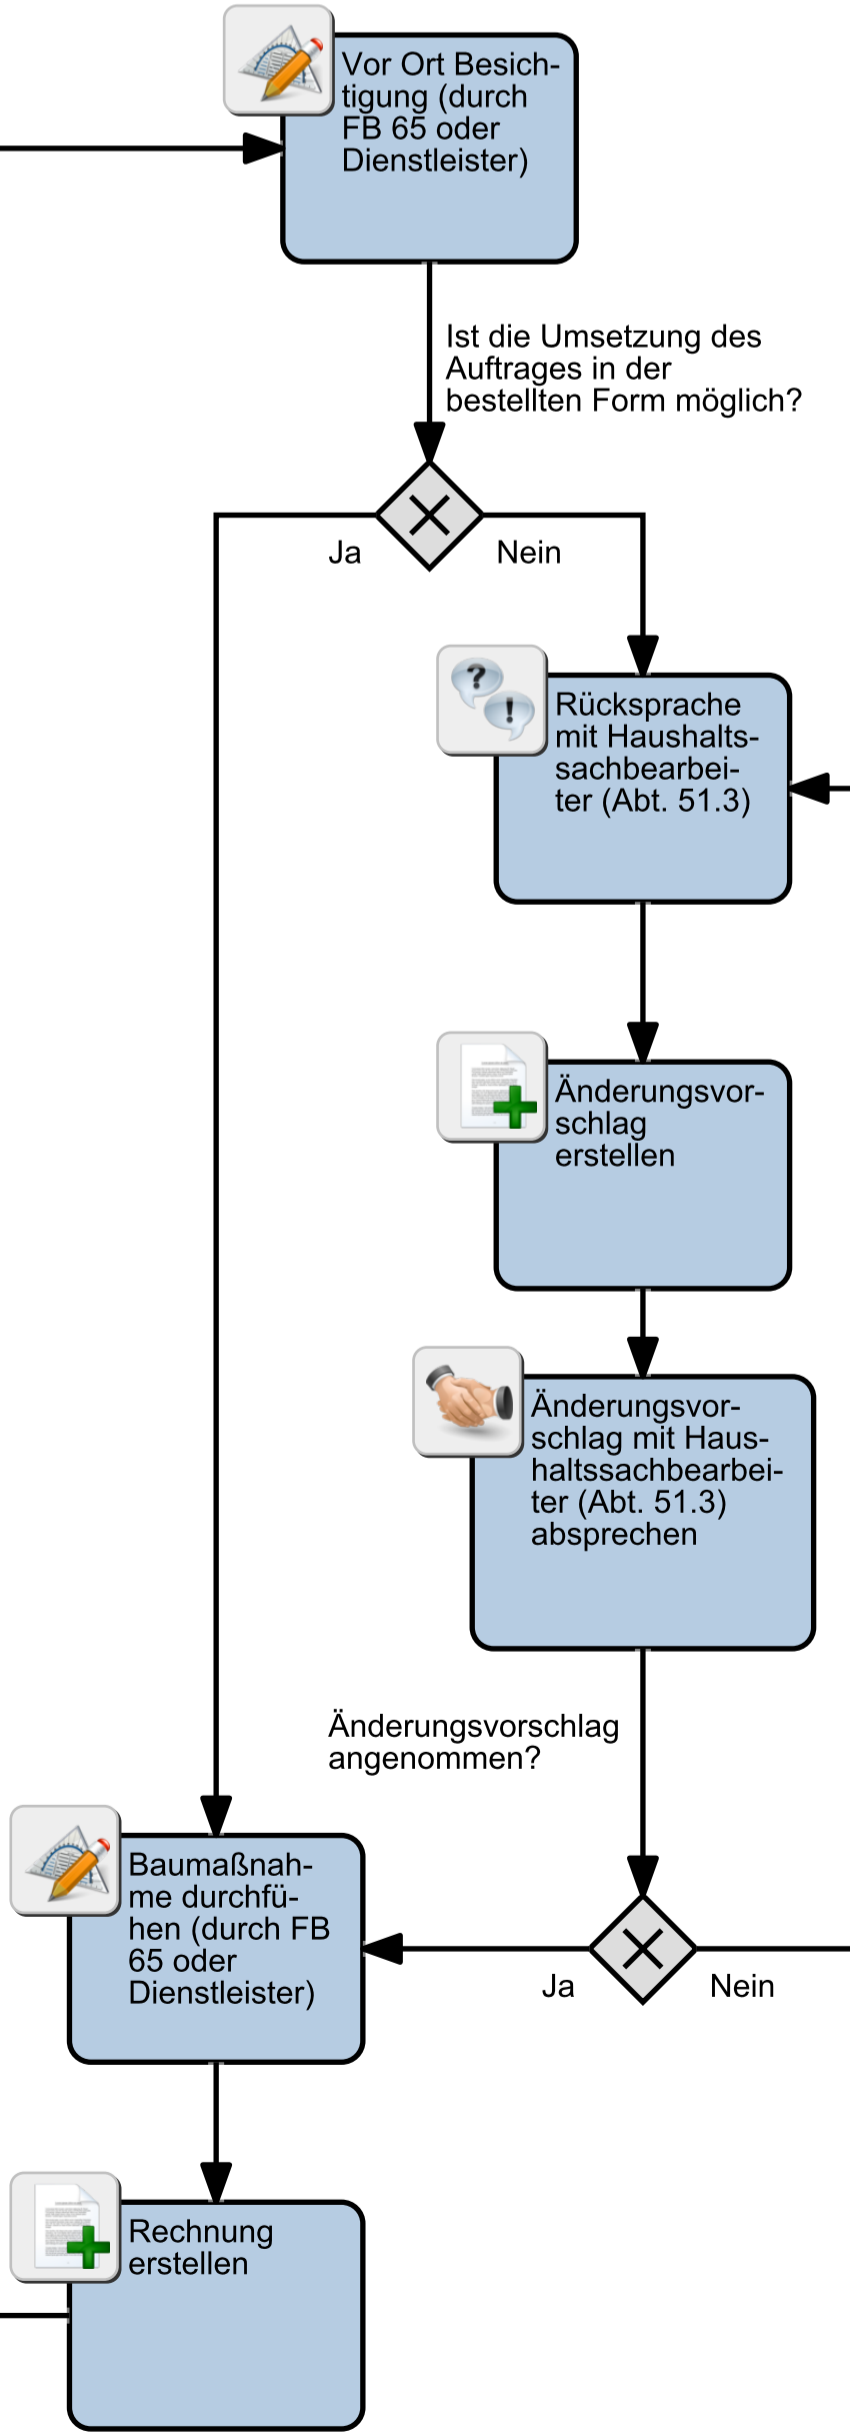 Vor Ort Besich-
tigung (durch
FB 65 oder
Dienstleister)
Ist die Umsetzung des
Auftrages in der
bestellten Form möglich?
Ja
Nein
?
!
Rücksprache
mit Haushalts-
sachbearbei-
ter (Abt. 51.3)
Änderungsvor-
schlag
erstellen
Änderungsvor-
schlag mit Haus-
haltssachbearbei-
ter (Abt. 51.3)
absprechen
Änderungsvorschlag
angenommen?
Ja
Nein
Baumaßnah-
me durchfü-
hen (durch FB
65 oder
Dienstleister)
Rechnung
erstellen